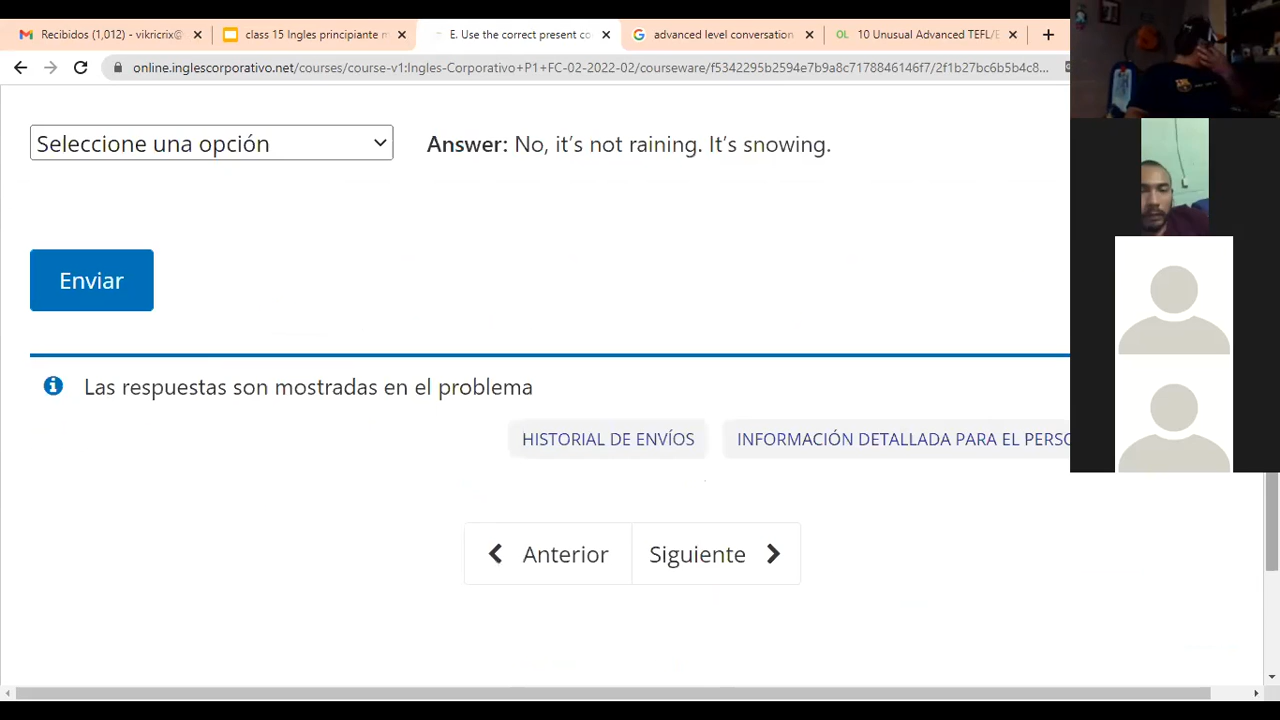 Recibidos (1,012) - vikricrix@
class 15 Ingles principiante m
E. Use the correct present co
advanced level conversation
10 Unusual Advanced TEFL/E
online.inglescorporativo.net/courses/course-v1:Ingles-Corporativo+P1+FC-02-2022-02/courseware/f5342295b2594e7b9a8c7178846146f7/2f1b27bc6b5b4c8...
Seleccione una opción
Answer: No, it’s not raining. It’s snowing.
Enviar
Las respuestas son mostradas en el problema
HISTORIAL DE ENVÍOS
INFORMACIÓN DETALLADA PARA EL PERSO
Anterior
Siguiente